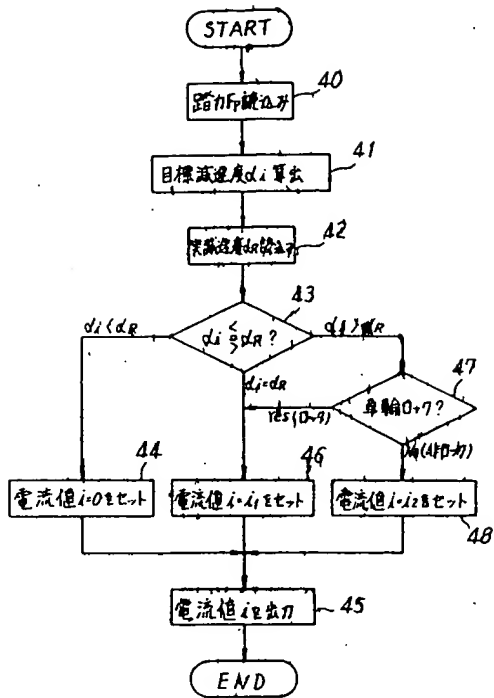 START
40
踏力Fp読込み
41
目標減速度αi算出
42
実減速度αR読込み
43
αi<αR
αi>αR
αi<=>αR?
47
αi=αR
車輪ロック?
Yes(ロック)
No(非ロック)
44
46
電流値i=0をセット
電流値i=i1をセット
電流値i=i2をセット
48
電流値iを出力
45
END